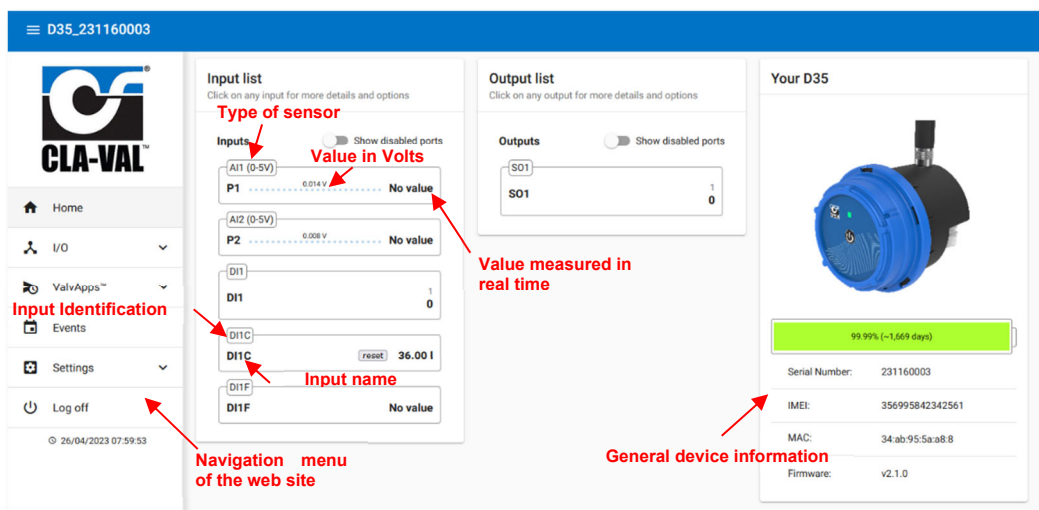 D35_231160003
CLA-VAL™
Home
I/O
ValvApps™
Input Identification
Events
Settings
Log off
26/04/2023 07:59:53
Navigation menu
of the web site
Input list
Click on any input for more details and options
Type of sensor
Inputs
Show disabled ports
Value in Volts
AI1 (0-5V)
P1 0.014 V No value
AI2 (0-5V)
P2 0.008 V No value
DI1
DI1 1
0
DI1C
DI1C reset 36.00 l
Input name
DI1F
DI1F No value
Output list
Click on any output for more details and options
Outputs
Show disabled ports
SO1
SO1 1
0
Value measured in
real time
Your D35
99.99% (~1,669 days)
Serial Number: 231160003
IMEI: 356995842342561
General device information
MAC: 34:ab:95:5a:a8:8
Firmware: v2.1.0